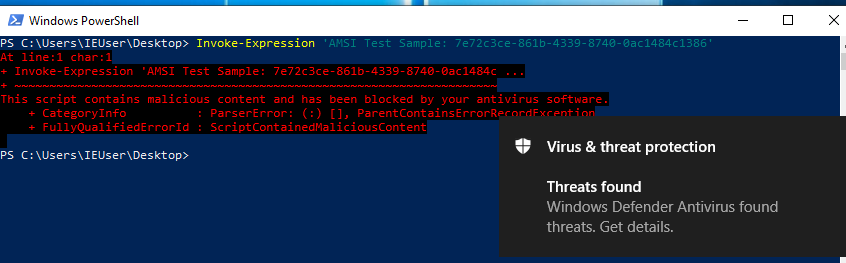 Windows PowerShell
PS C:\Users\IEUser\Desktop> Invoke-Expression 'AMSI Test Sample: 7e72c3ce-861b-4339-8740-0ac1484c1386'
At line:1 char:1
+ Invoke-Expression 'AMSI Test Sample: 7e72c3ce-861b-4339-8740-0ac1484c ...
+ ~~~~~~~~~~~~~~~~~~~~~~~~~~~~~~~~~~~~~~~~~~~~~~~~~~~~~~~~~~~~~~~~~~~~~~~
This script contains malicious content and has been blocked by your antivirus software.
    + CategoryInfo          : ParserError: (:) [], ParentContainsErrorRecordException
    + FullyQualifiedErrorId : ScriptContainedMaliciousContent
PS C:\Users\IEUser\Desktop>
Virus & threat protection
Threats found
Windows Defender Antivirus found
threats. Get details.